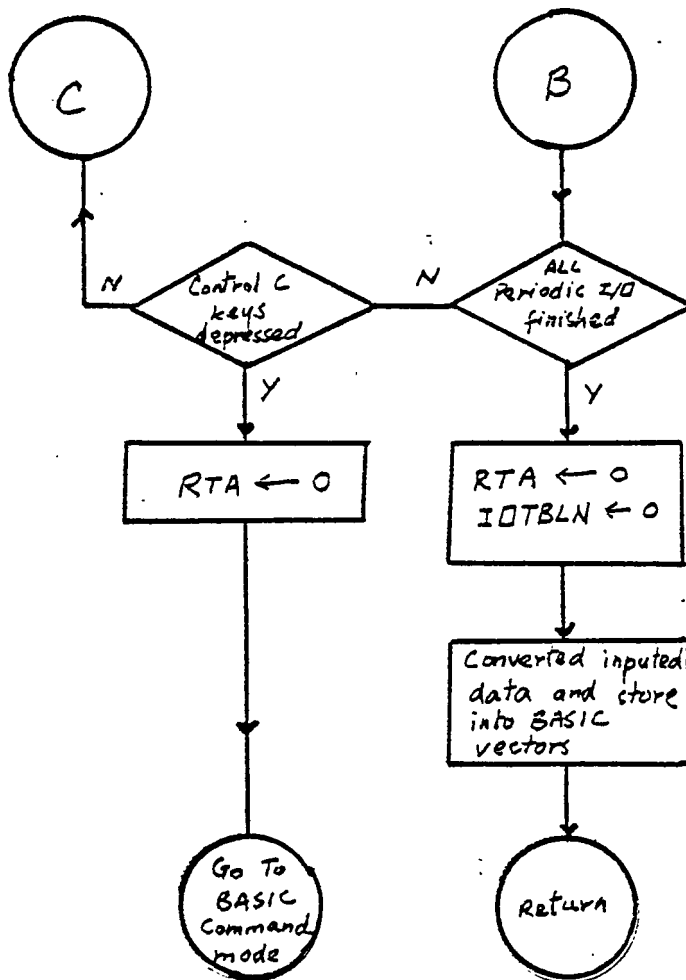 C
B
N
Control C
keys
depressed
N
ALL
Periodic I/O
finished
Y
Y
RTA ← 0
RTA ← 0
IOTBLN ← 0
Converted inputed
data and store
into BASIC
vectors
Go To
BASIC
Command
mode
Return